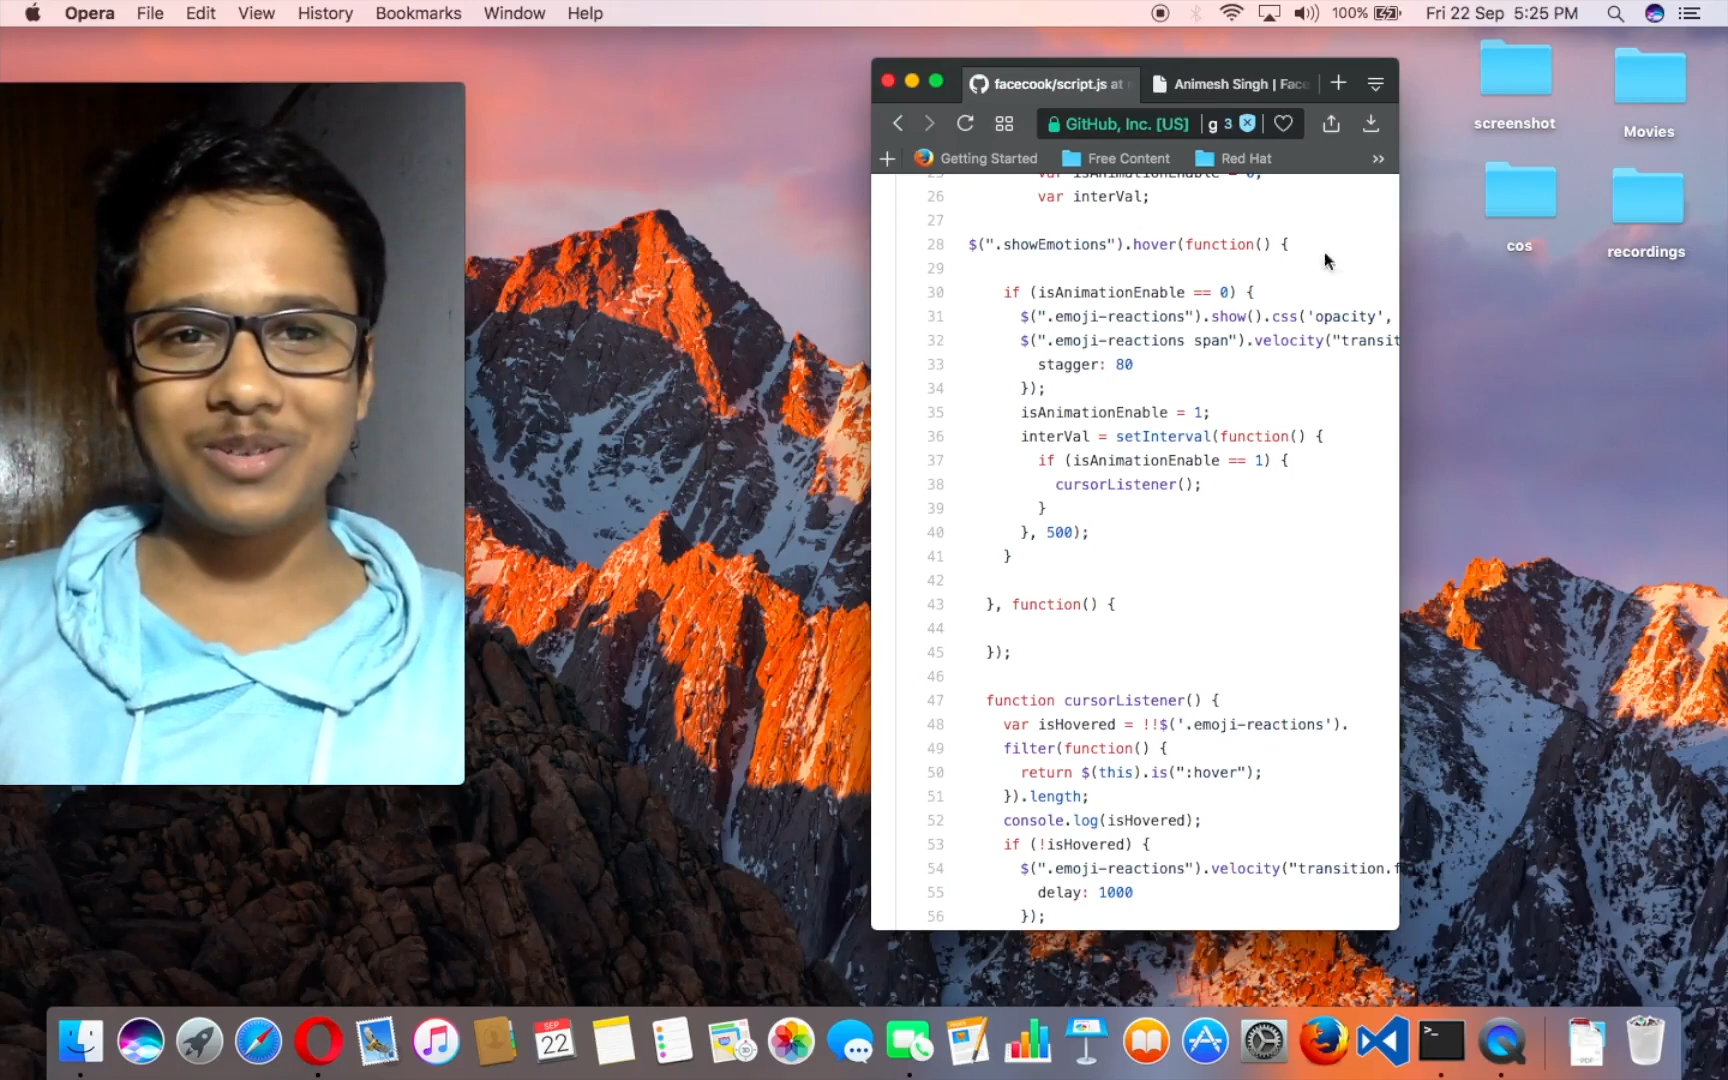 Opera File Edit View History Bookmarks Window Help
100% Fri 22 Sep 5:25 PM
screenshot
Movies
cos
recordings
facecook/script.js at
Animesh Singh | Face
GitHub, Inc. [US] g 3
Getting Started Free Content Red Hat
25 var isAnimationEnable = 0;
26 var interVal;
27
28 $(".showEmotions").hover(function() {
29
30 if (isAnimationEnable == 0) {
31 $(".emoji-reactions").show().css('opacity',
32 $(".emoji-reactions span").velocity("transit
33 stagger: 80
34 });
35 isAnimationEnable = 1;
36 interVal = setInterval(function() {
37 if (isAnimationEnable == 1) {
38 cursorListener();
39 }
40 }, 500);
41 }
42
43 }, function() {
44
45 });
46
47 function cursorListener() {
48 var isHovered = !!$('.emoji-reactions').
49 filter(function() {
50 return $(this).is(":hover");
51 }).length;
52 console.log(isHovered);
53 if (!isHovered) {
54 $(".emoji-reactions").velocity("transition.f
55 delay: 1000
56 });
SEP
22